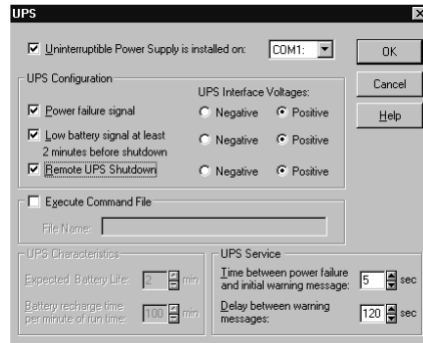 UPS
Uninterruptible Power Supply is installed on: COM1: OK
UPS Configuration Cancel
UPS Interface Voltages:
Power failure signal Negative Positive Help
Low battery signal at least
2 minutes before shutdown Negative Positive
Remote UPS Shutdown Negative Positive
Execute Command File
File Name:
UPS Characteristics
Expected Battery Life: 2 min
Battery recharge time
per minute of run time: 100 min
UPS Service
Time between power failure
and initial warning message: 5 sec
Delay between warning
messages: 120 sec